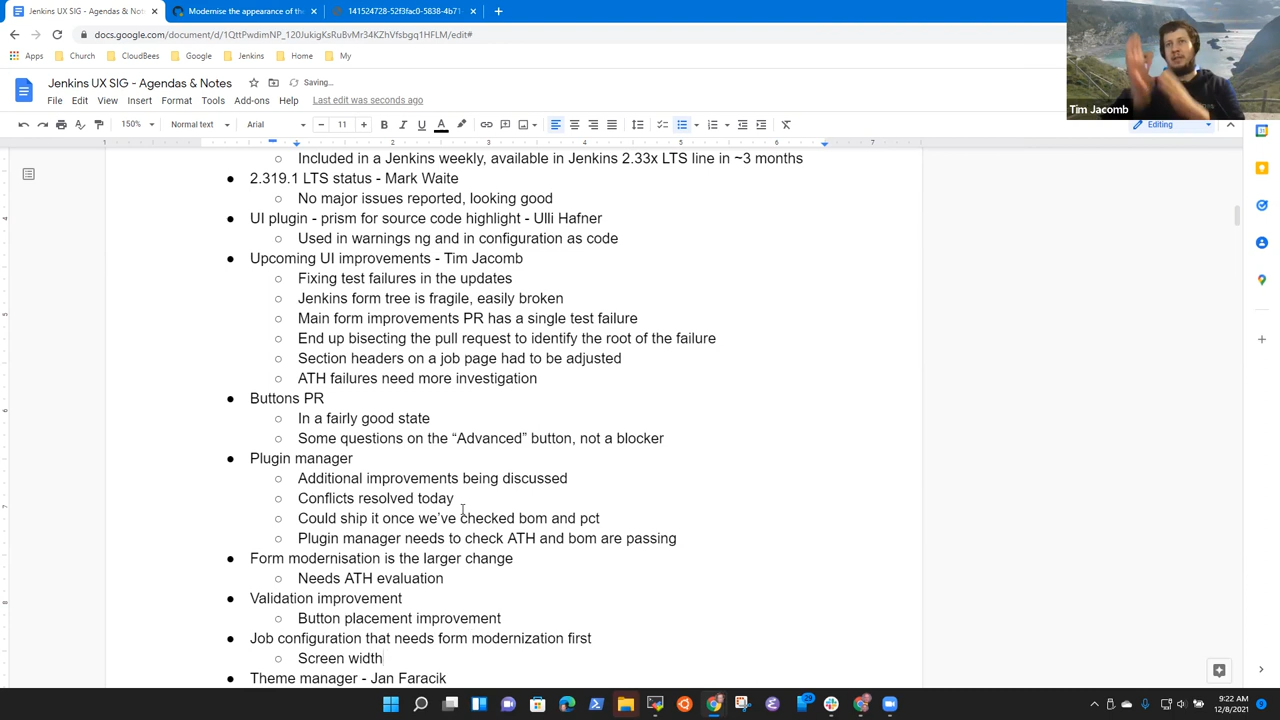 Jenkins UX SIG - Agendas & Not
Modernise the appearance of the
141524728-52f3fac0-5838-4b71-
docs.google.com/document/d/1QttPwdimNP_120JukigKsRuBvMr34KZhVfsbgq1HFLM/edit#
Apps
Church
CloudBees
Google
Jenkins
Home
My
Jenkins UX SIG - Agendas & Notes
Saving...
File Edit View Insert Format Tools Add-ons Help Last edit was seconds ago
150% Normal text Arial 11 Editing
Tim Jacomb
1 1 2 3 4 5 6 7
Included in a Jenkins weekly, available in Jenkins 2.33x LTS line in ~3 months
2.319.1 LTS status - Mark Waite
No major issues reported, looking good
UI plugin - prism for source code highlight - Ulli Hafner
Used in warnings ng and in configuration as code
Upcoming UI improvements - Tim Jacomb
Fixing test failures in the updates
Jenkins form tree is fragile, easily broken
Main form improvements PR has a single test failure
End up bisecting the pull request to identify the root of the failure
Section headers on a job page had to be adjusted
ATH failures need more investigation
Buttons PR
In a fairly good state
Some questions on the “Advanced” button, not a blocker
Plugin manager
Additional improvements being discussed
Conflicts resolved today
Could ship it once we’ve checked bom and pct
Plugin manager needs to check ATH and bom are passing
Form modernisation is the larger change
Needs ATH evaluation
Validation improvement
Button placement improvement
Job configuration that needs form modernization first
Screen width
Theme manager - Jan Faracik
9:22 AM
12/8/2021